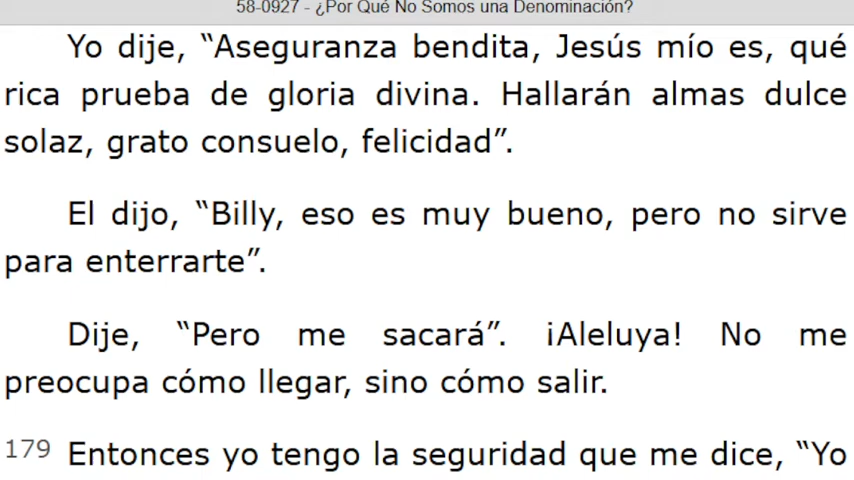 58-0927 - ¿Por Qué No Somos una Denominación?
Yo dije, “Aseguranza bendita, Jesús mío es, qué
rica prueba de gloria divina. Hallarán almas dulce
solaz, grato consuelo, felicidad”.
El dijo, “Billy, eso es muy bueno, pero no sirve
para enterrarte”.
Dije, “Pero me sacará”. ¡Aleluya! No me
preocupa cómo llegar, sino cómo salir.
179 Entonces yo tengo la seguridad que me dice, “Yo